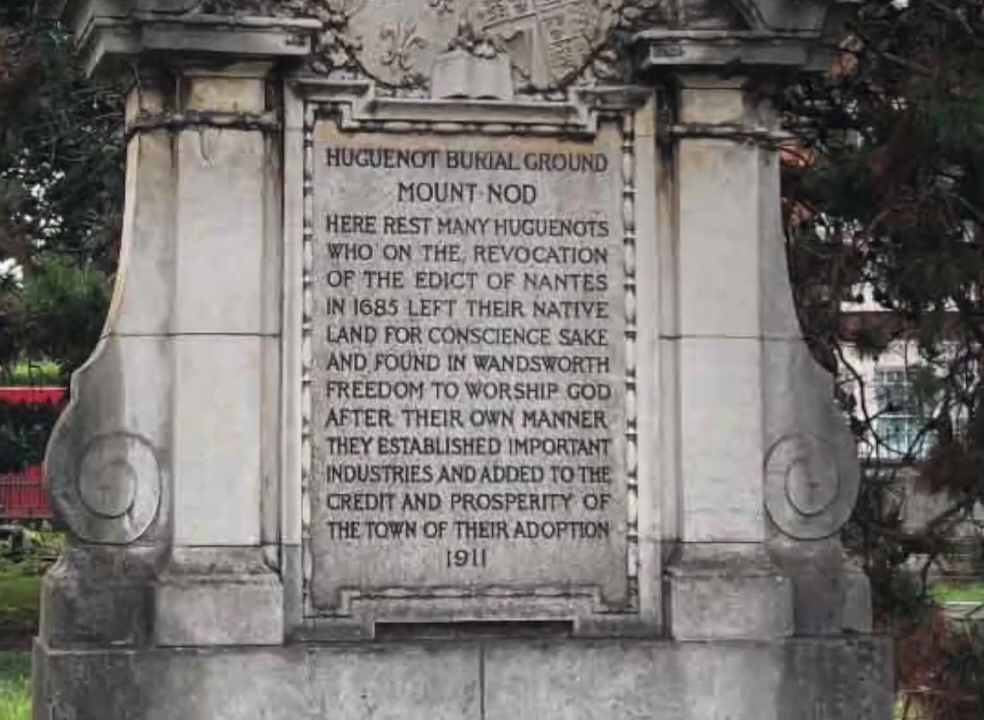 HUGUENOT BURIAL GROUND
MOUNT NOD
HERE REST MANY HUGUENOTS
WHO ON THE REVOCATION
OF THE EDICT OF NANTES
IN 1685 LEFT THEIR NATIVE
LAND FOR CONSCIENCE SAKE
AND FOUND IN WANDSWORTH
FREEDOM TO WORSHIP GOD
AFTER THEIR OWN MANNER
THEY ESTABLISHED IMPORTANT
INDUSTRIES AND ADDED TO THE
CREDIT AND PROSPERITY OF
THE TOWN OF THEIR ADOPTION
1911